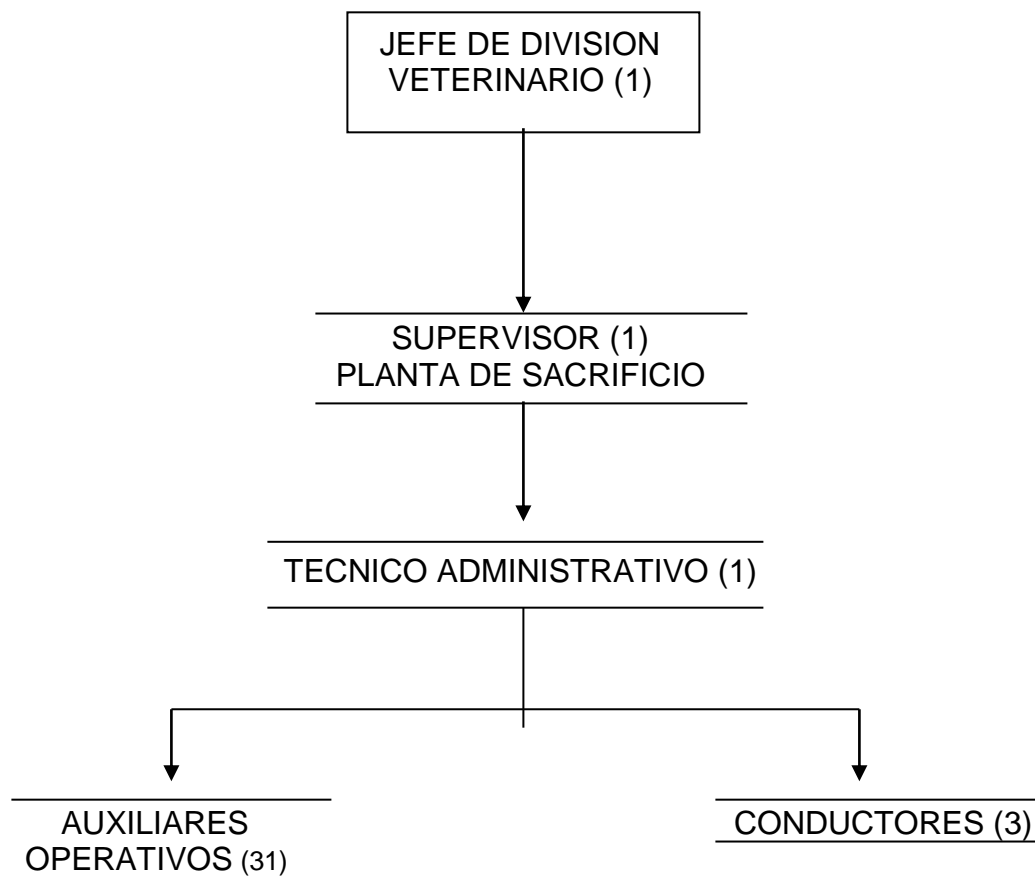 JEFE DE DIVISION
VETERINARIO (1)
SUPERVISOR (1)
PLANTA DE SACRIFICIO
TECNICO ADMINISTRATIVO (1)
AUXILIARES
OPERATIVOS (31)
CONDUCTORES (3)